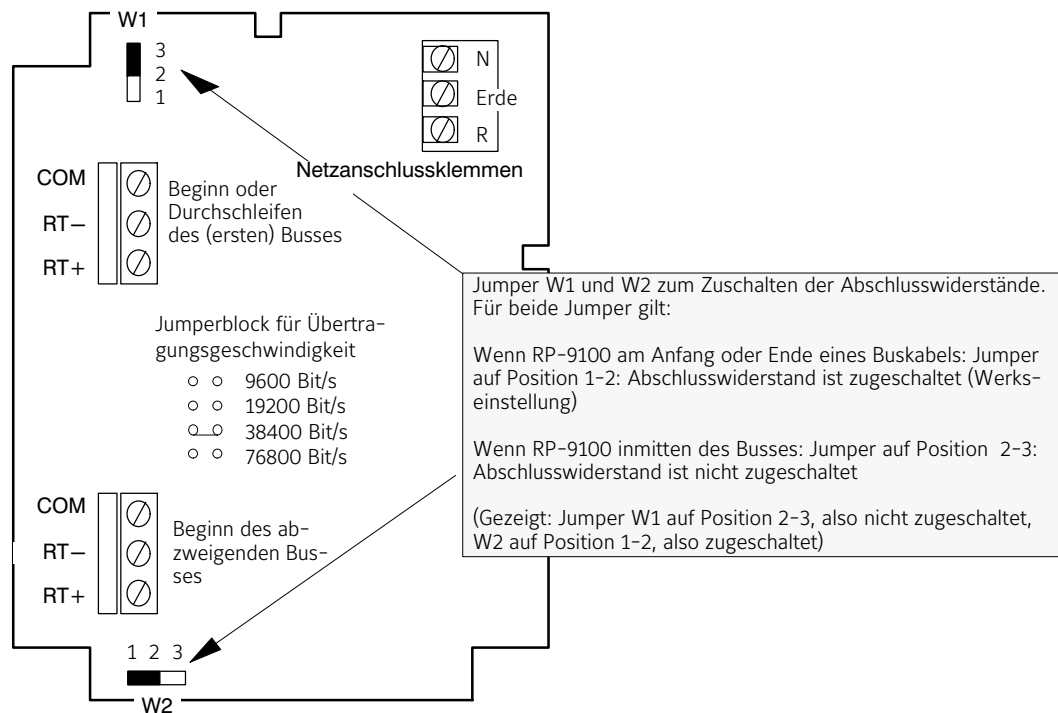 W1
3
2
1
N
Erde
R
Netzanschlussklemmen
COM
RT−
RT+
Beginn oder
Durchschleifen
des (ersten) Busses
Jumper W1 und W2 zum Zuschalten der Abschlusswiderstände.
Für beide Jumper gilt:
Wenn RP-9100 am Anfang oder Ende eines Buskabels: Jumper
auf Position 1-2: Abschlusswiderstand ist zugeschaltet (Werks-
einstellung)
Wenn RP-9100 inmitten des Busses: Jumper auf Position 2-3:
Abschlusswiderstand ist nicht zugeschaltet
(Gezeigt: Jumper W1 auf Position 2-3, also nicht zugeschaltet,
W2 auf Position 1-2, also zugeschaltet)
Jumperblock für Übertra-
gungsgeschwindigkeit
9600 Bit/s
19200 Bit/s
38400 Bit/s
76800 Bit/s
COM
RT−
RT+
Beginn des ab-
zweigenden Bus-
ses
1 2 3
W2